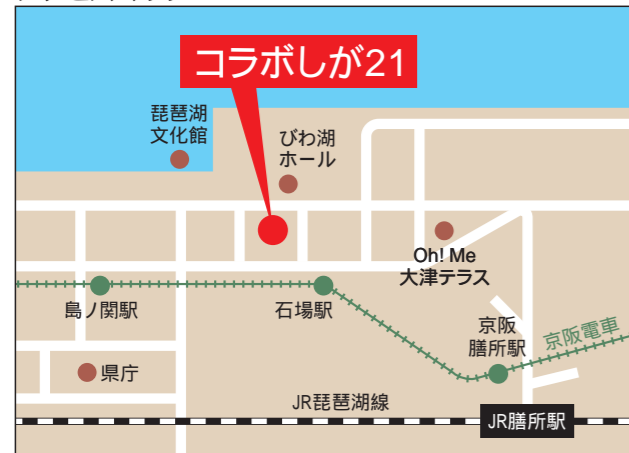 コラボしが21
琵琶湖
文化館
びわ湖
ホール
Oh! Me
大津テラス
島ノ関駅
石場駅
京阪
膳所駅
京阪電車
県庁
JR琵琶湖線
JR膳所駅